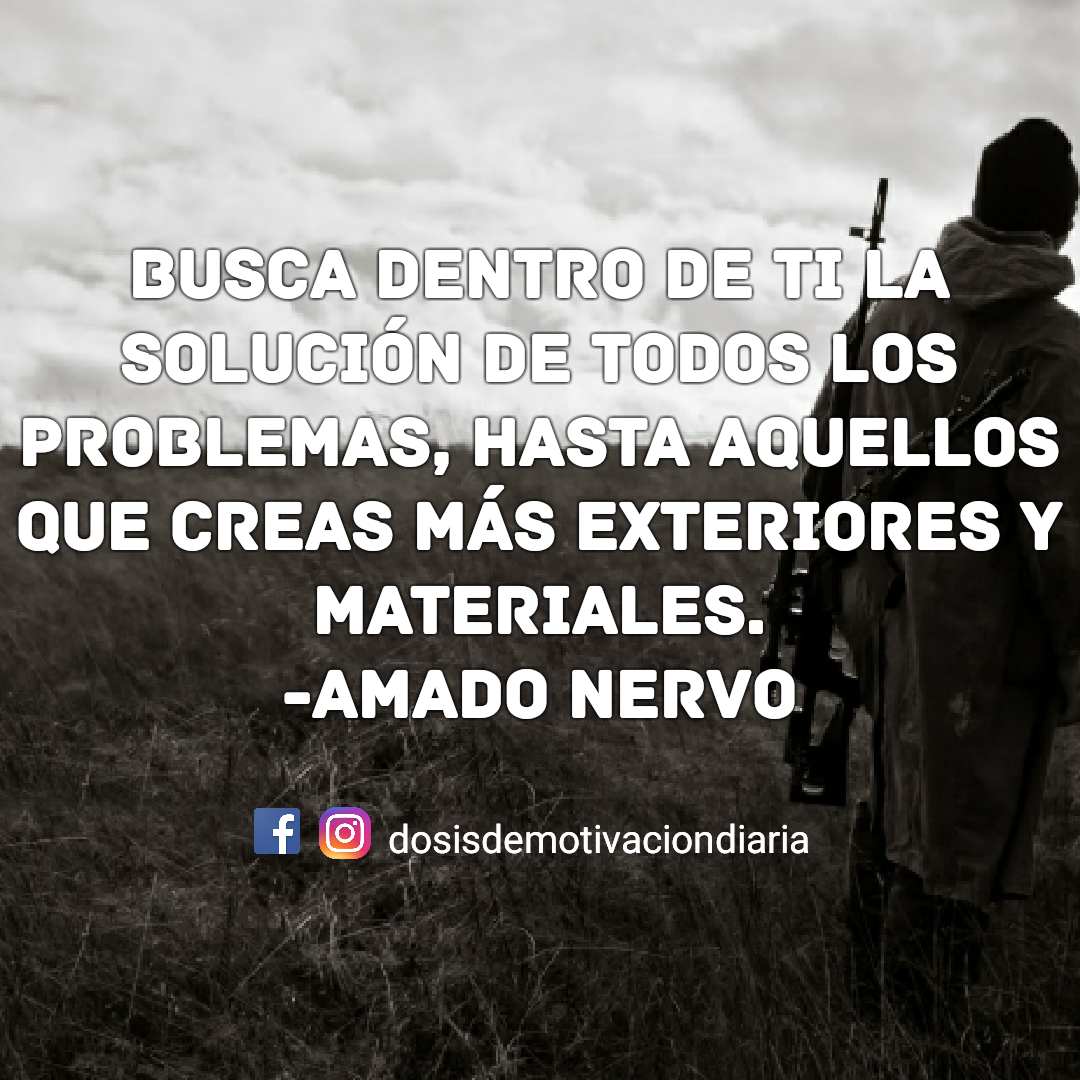 BUSCA DENTRO DE TI LA
SOLUCIÓN DE TODOS LOS
PROBLEMAS, HASTA AQUELLOS
QUE CREAS MÁS EXTERIORES Y
MATERIALES.
-AMADO NERVO
dosisdemotivaciondiaria